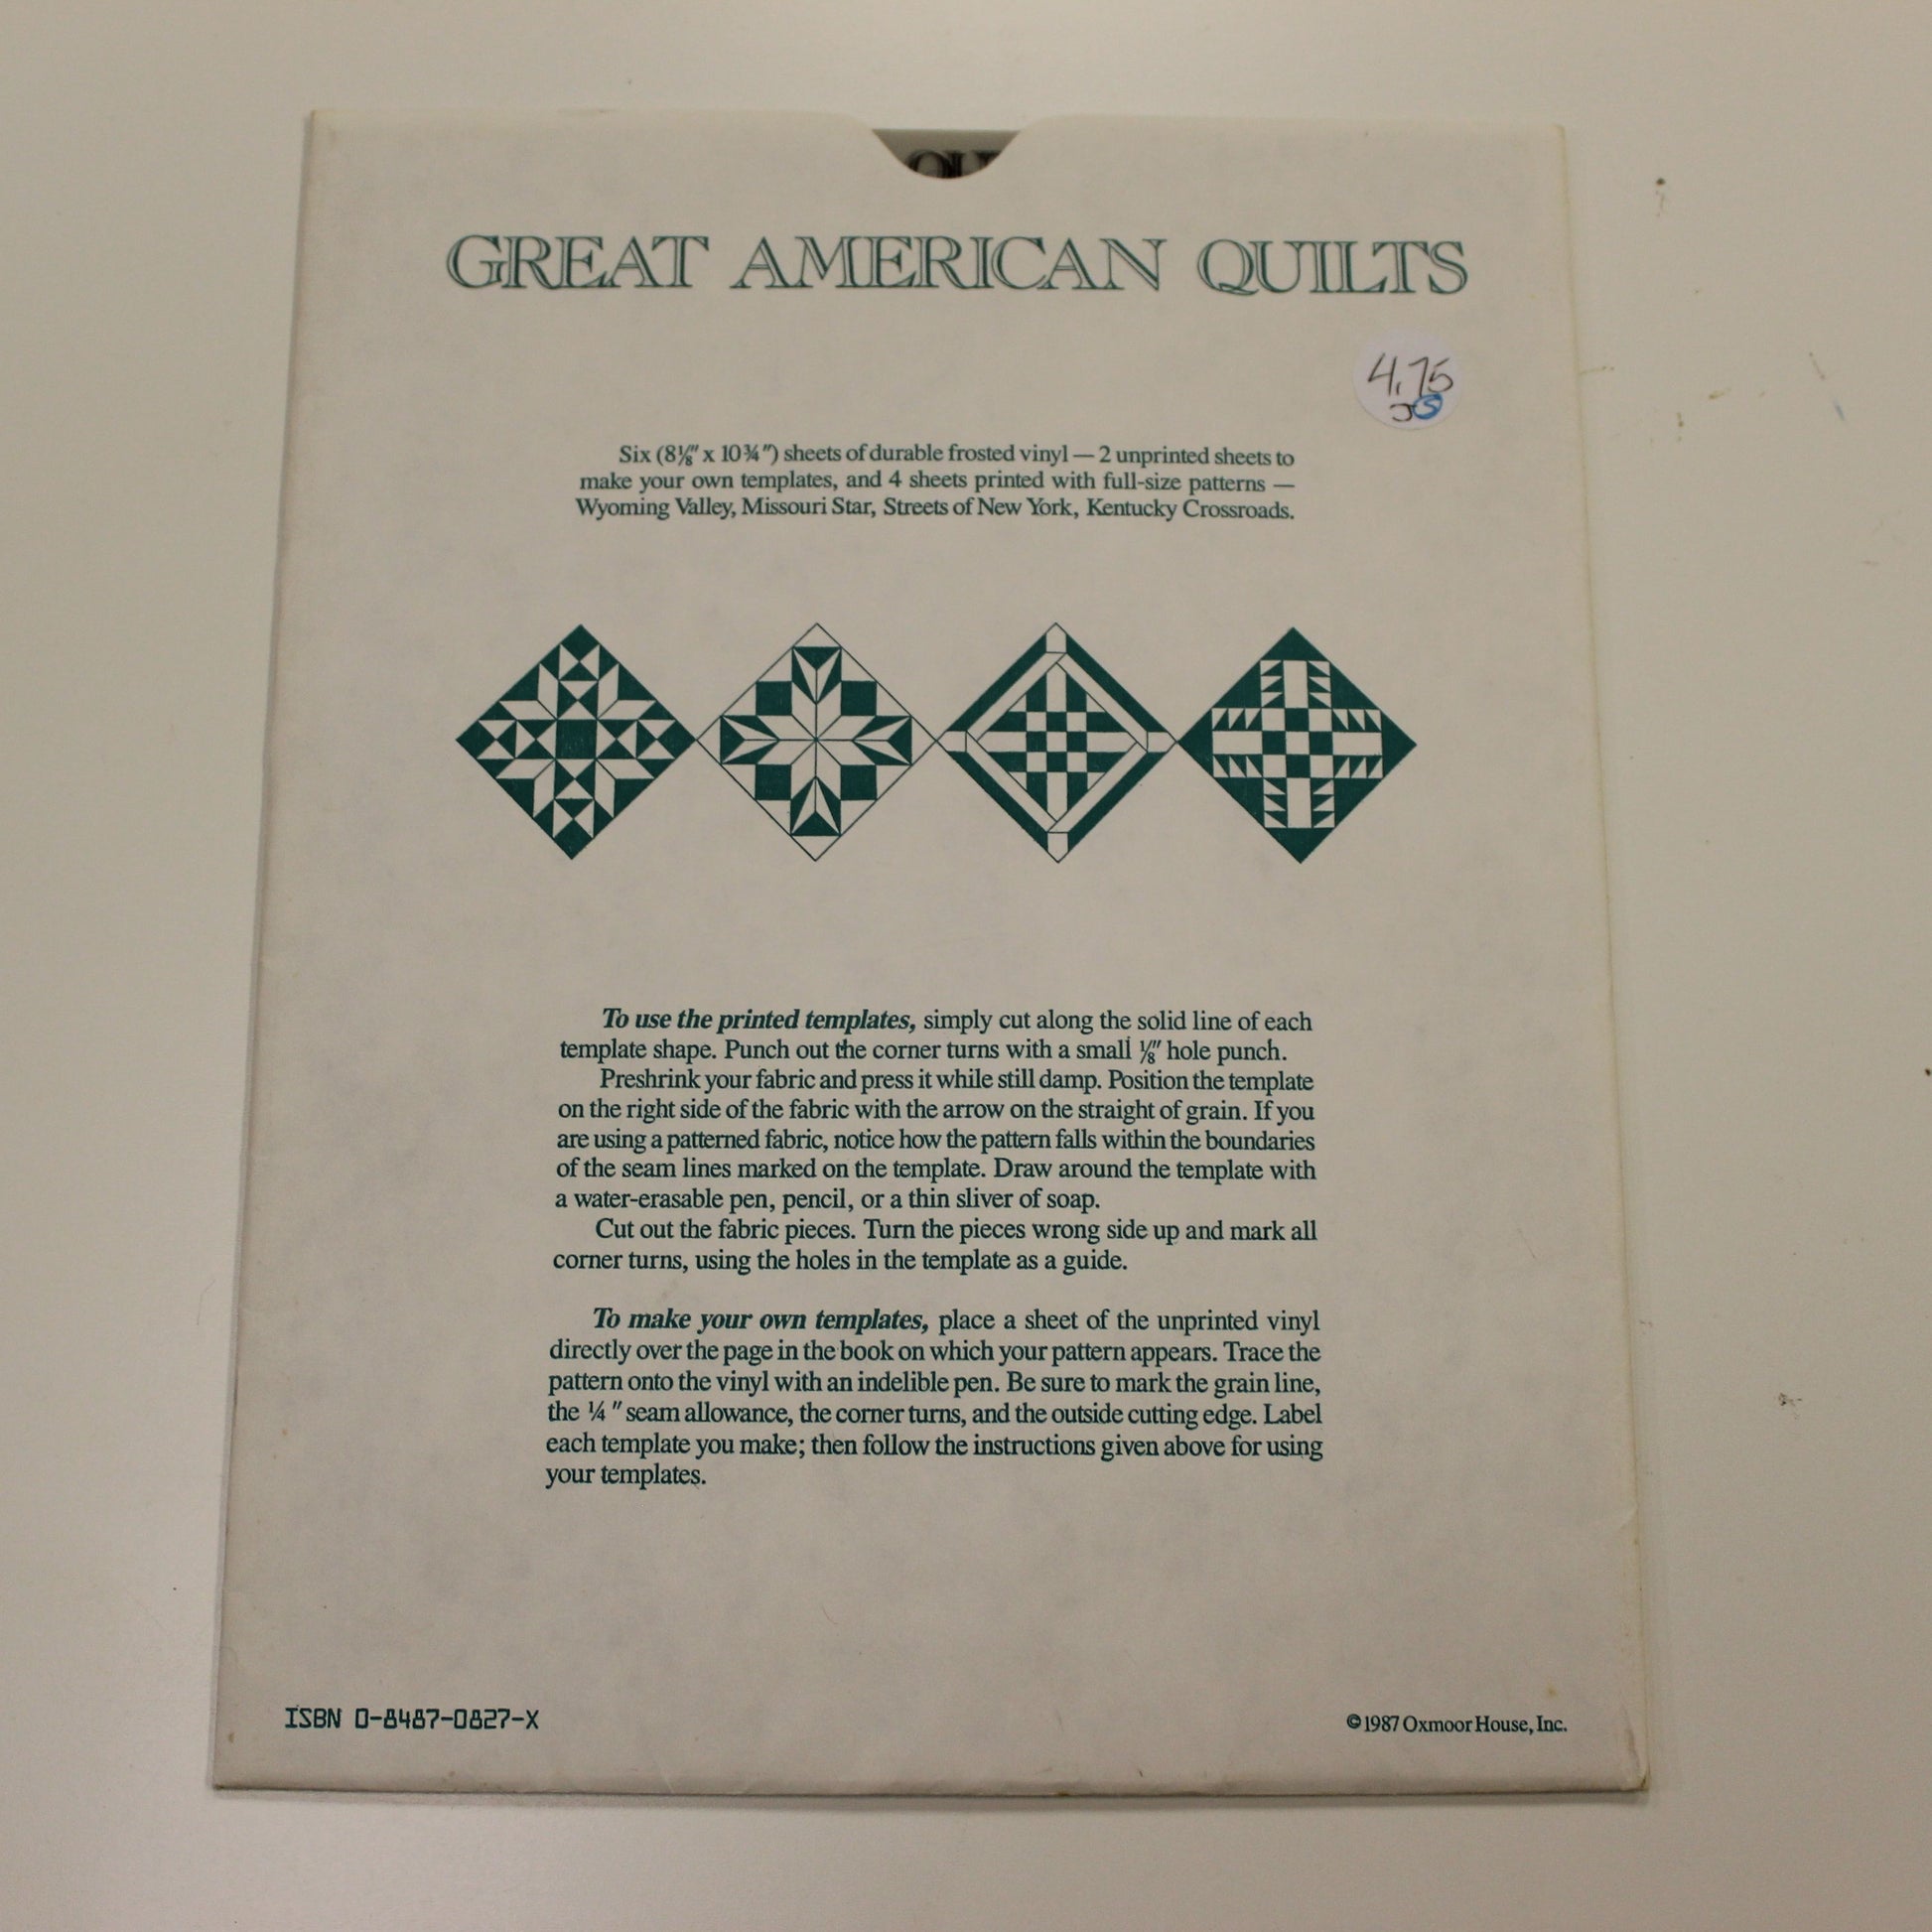 QU
GREAT AMERICAN QUILTS
4.75
JS
Six (8⅛" x 10¾") sheets of durable frosted vinyl — 2 unprinted sheets to
make your own templates, and 4 sheets printed with full-size patterns —
Wyoming Valley, Missouri Star, Streets of New York, Kentucky Crossroads.
To use the printed templates, simply cut along the solid line of each
template shape. Punch out the corner turns with a small ⅛" hole punch.
Preshrink your fabric and press it while still damp. Position the template
on the right side of the fabric with the arrow on the straight of grain. If you
are using a patterned fabric, notice how the pattern falls within the boundaries
of the seam lines marked on the template. Draw around the template with
a water-erasable pen, pencil, or a thin sliver of soap.
Cut out the fabric pieces. Turn the pieces wrong side up and mark all
corner turns, using the holes in the template as a guide.
To make your own templates, place a sheet of the unprinted vinyl
directly over the page in the book on which your pattern appears. Trace the
pattern onto the vinyl with an indelible pen. Be sure to mark the grain line,
the ¼" seam allowance, the corner turns, and the outside cutting edge. Label
each template you make; then follow the instructions given above for using
your templates.
ISBN 0-8487-0827-X
©1987 Oxmoor House, Inc.